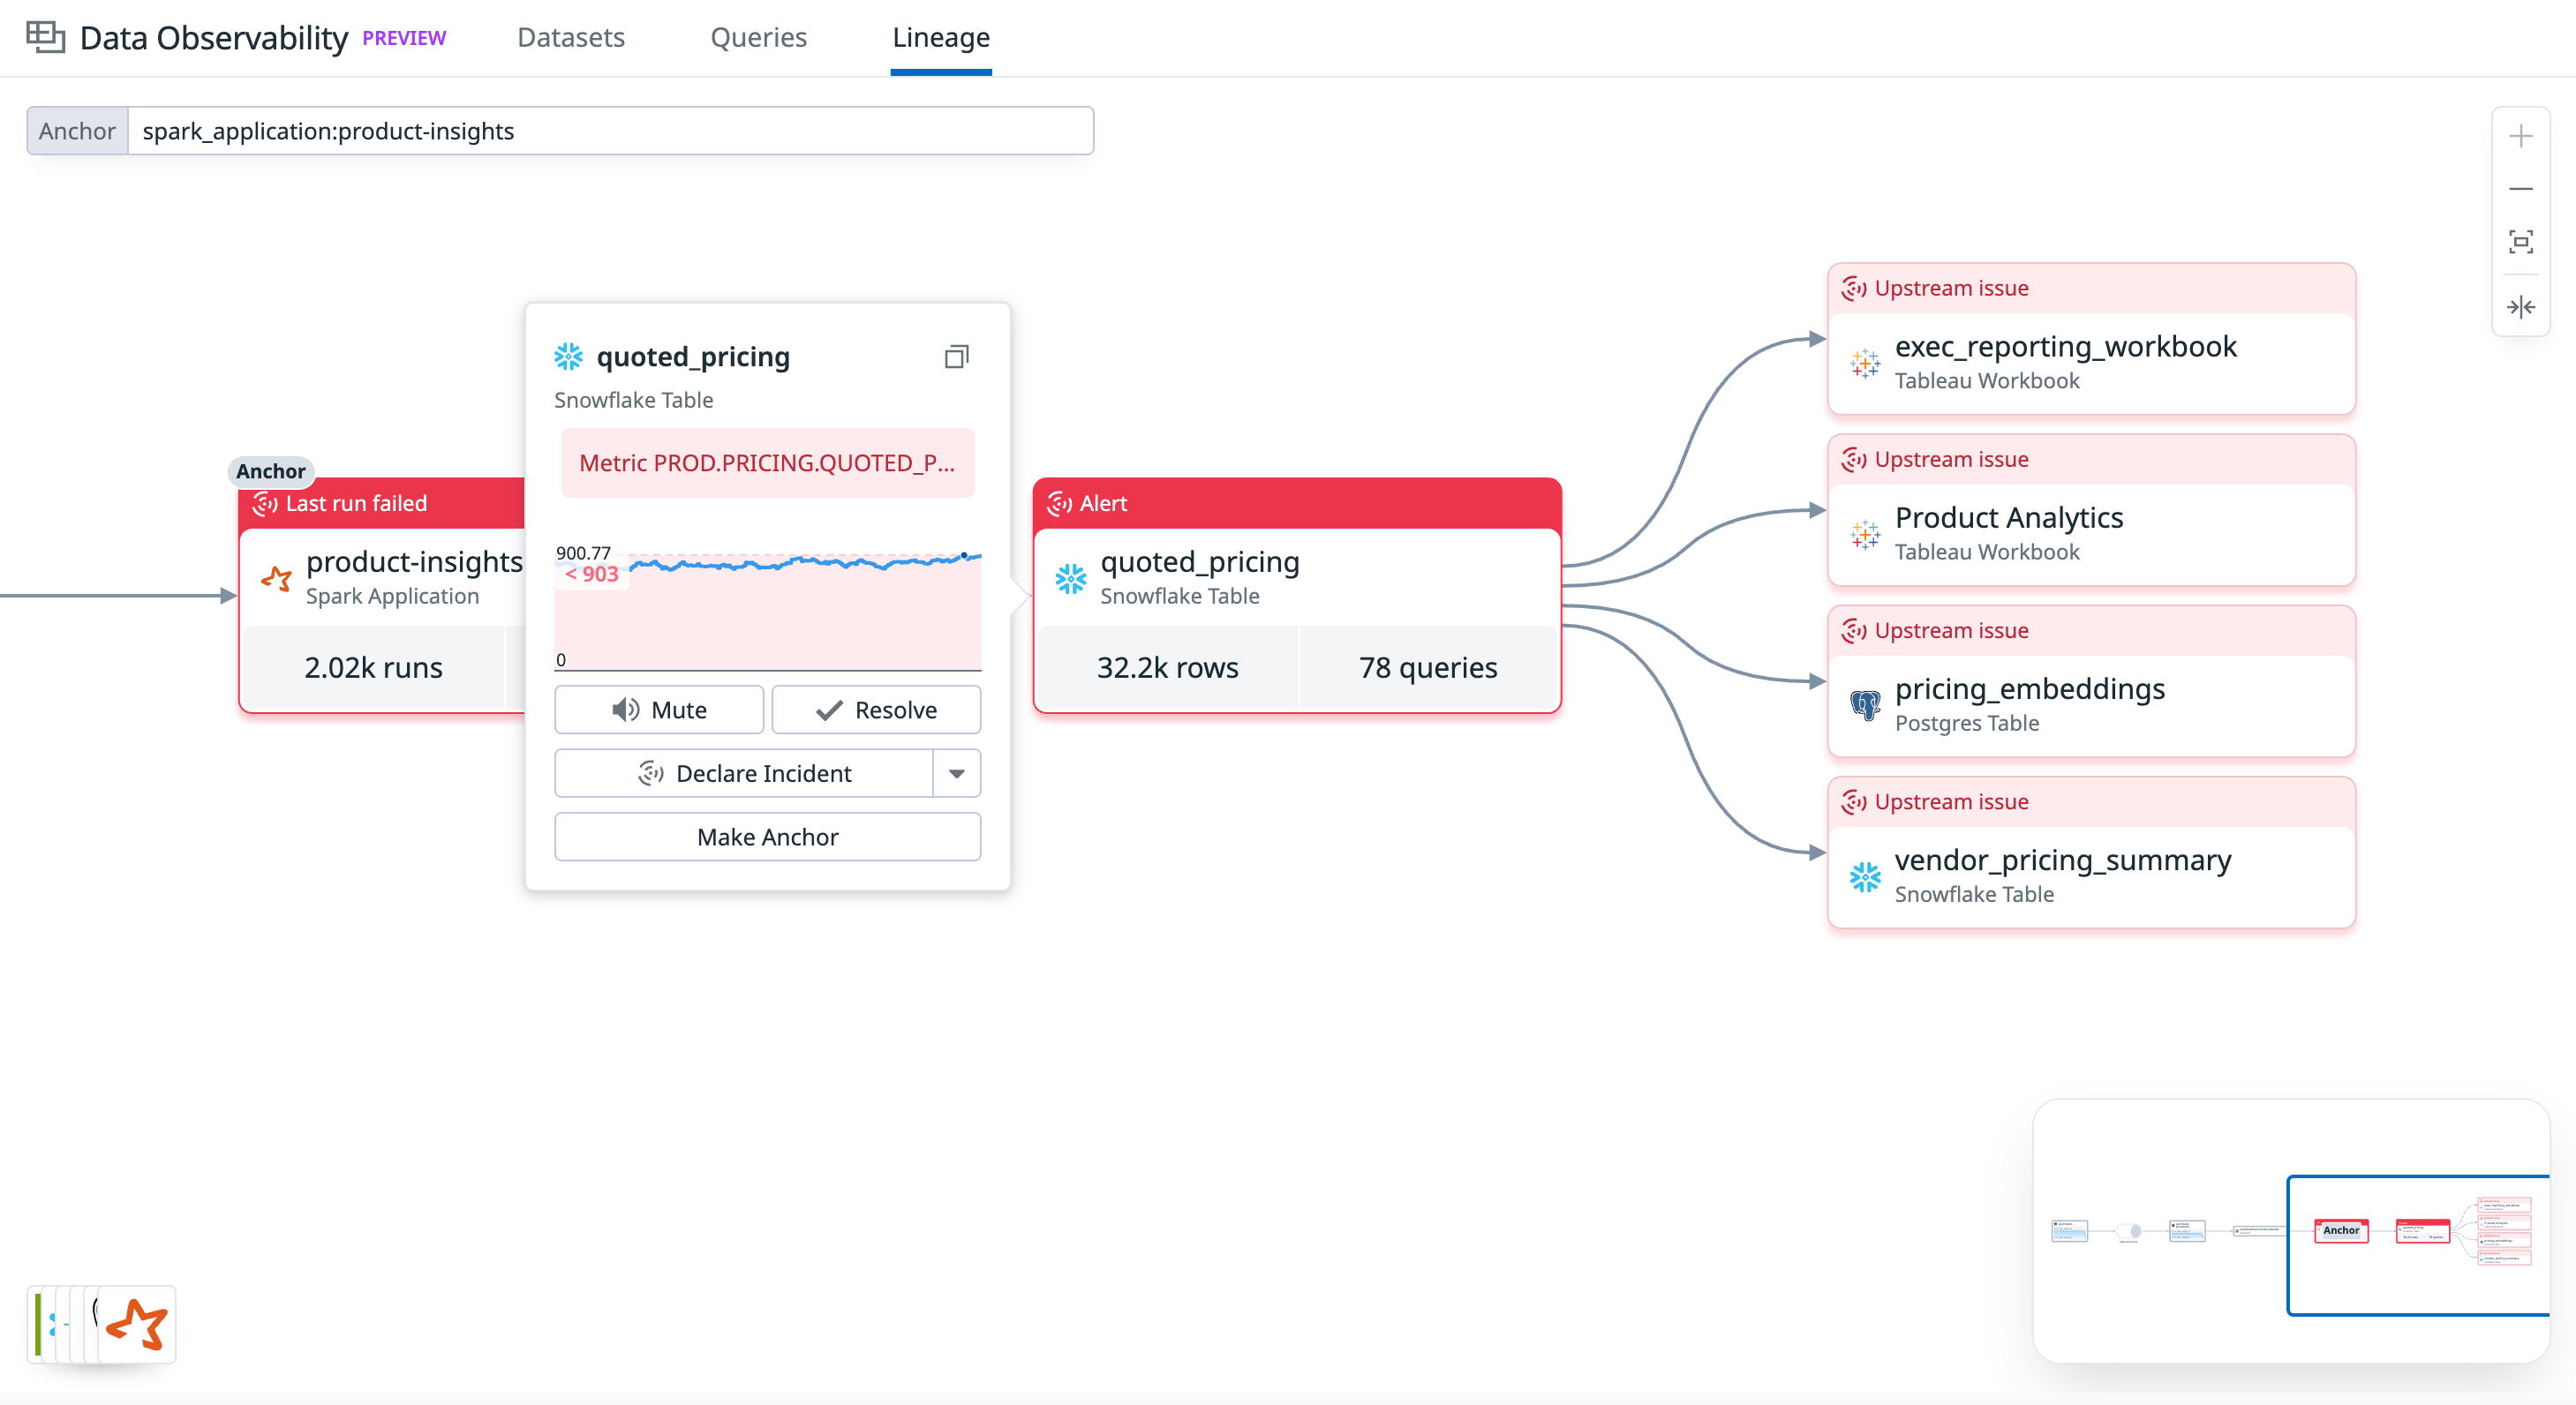 Data Observability PREVIEW Datasets Queries Lineage
Anchor spark_application:product-insights
Anchor
Last run failed
product-insights
Spark Application
2.02k runs
quoted_pricing
Snowflake Table
Metric PROD.PRICING.QUOTED_P...
900.77
< 903
0
Mute Resolve
Declare Incident
Make Anchor
Alert
quoted_pricing
Snowflake Table
32.2k rows 78 queries
Upstream issue
exec_reporting_workbook
Tableau Workbook
Upstream issue
Product Analytics
Tableau Workbook
Upstream issue
pricing_embeddings
Postgres Table
Upstream issue
vendor_pricing_summary
Snowflake Table
Anchor